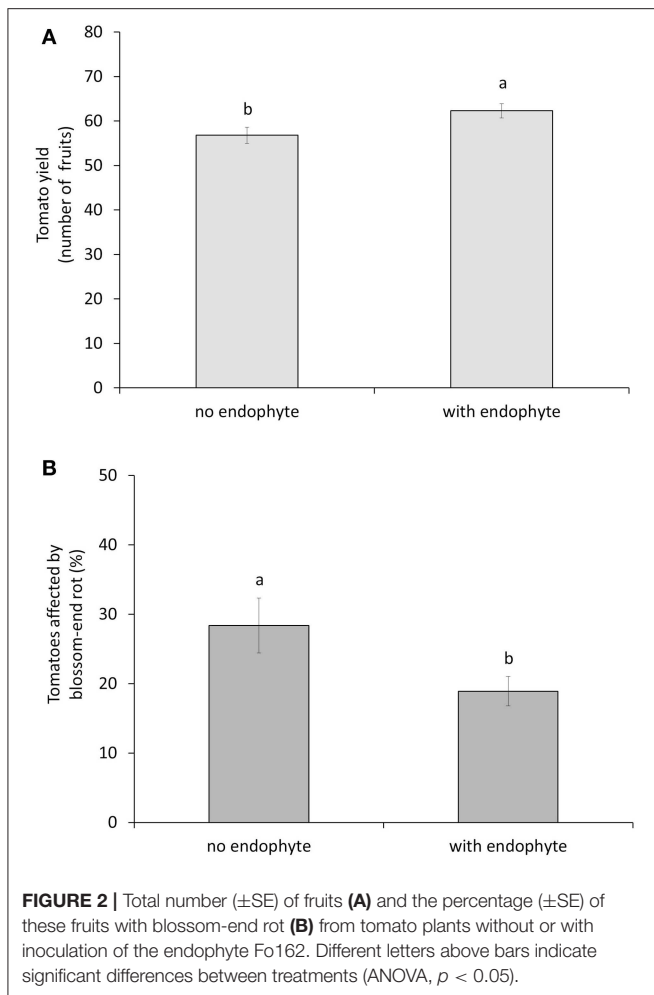 A
80
70
60
50
40
30
20
10
0
Tomato yield
(number of fruits)
b
a
no endophyte
with endophyte
B
50
40
30
20
10
0
Tomatoes affected by
blossom-end rot (%)
a
b
no endophyte
with endophyte
FIGURE 2 | Total number (±SE) of fruits (A) and the percentage (±SE) of
these fruits with blossom-end rot (B) from tomato plants without or with
inoculation of the endophyte Fo162. Different letters above bars indicate
significant differences between treatments (ANOVA, p < 0.05).